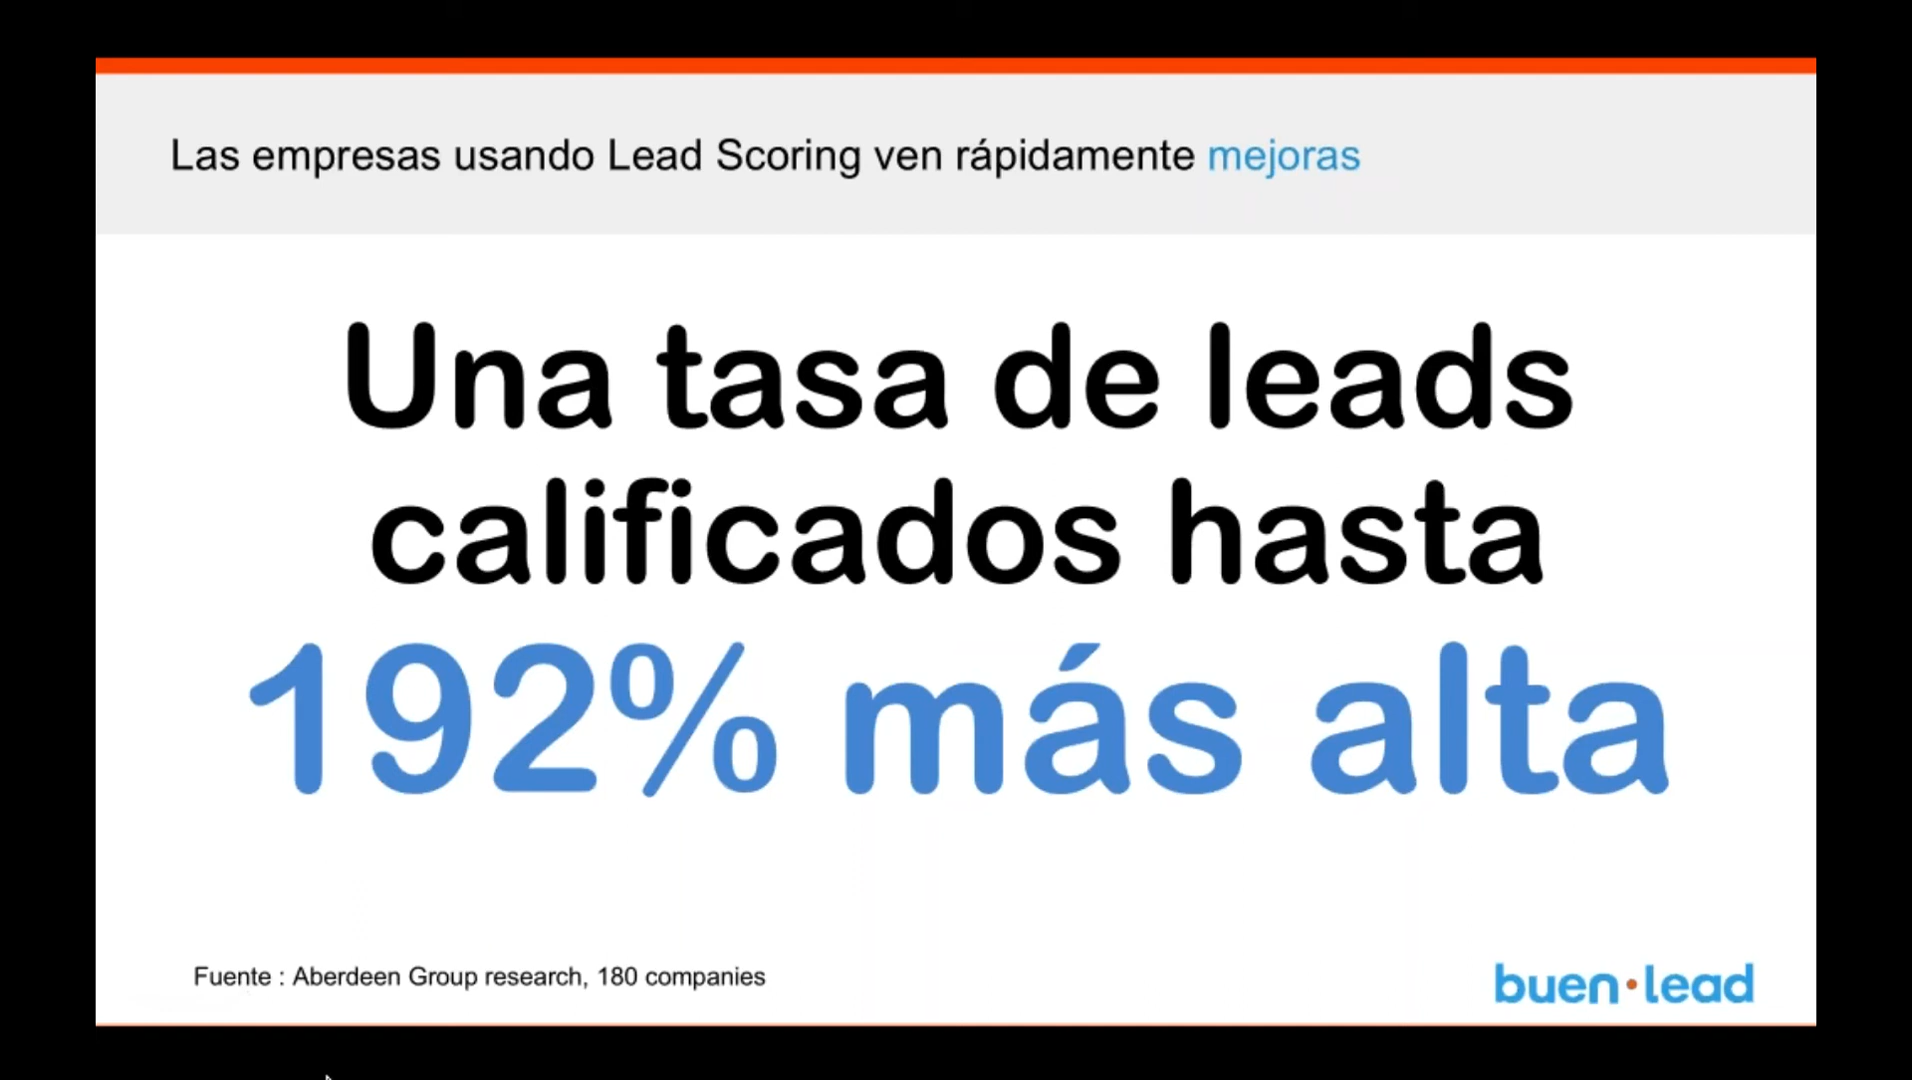 Las empresas usando Lead Scoring ven rápidamente mejoras
Una tasa de leads
calificados hasta
192% más alta
Fuente : Aberdeen Group research, 180 companies
buen·lead